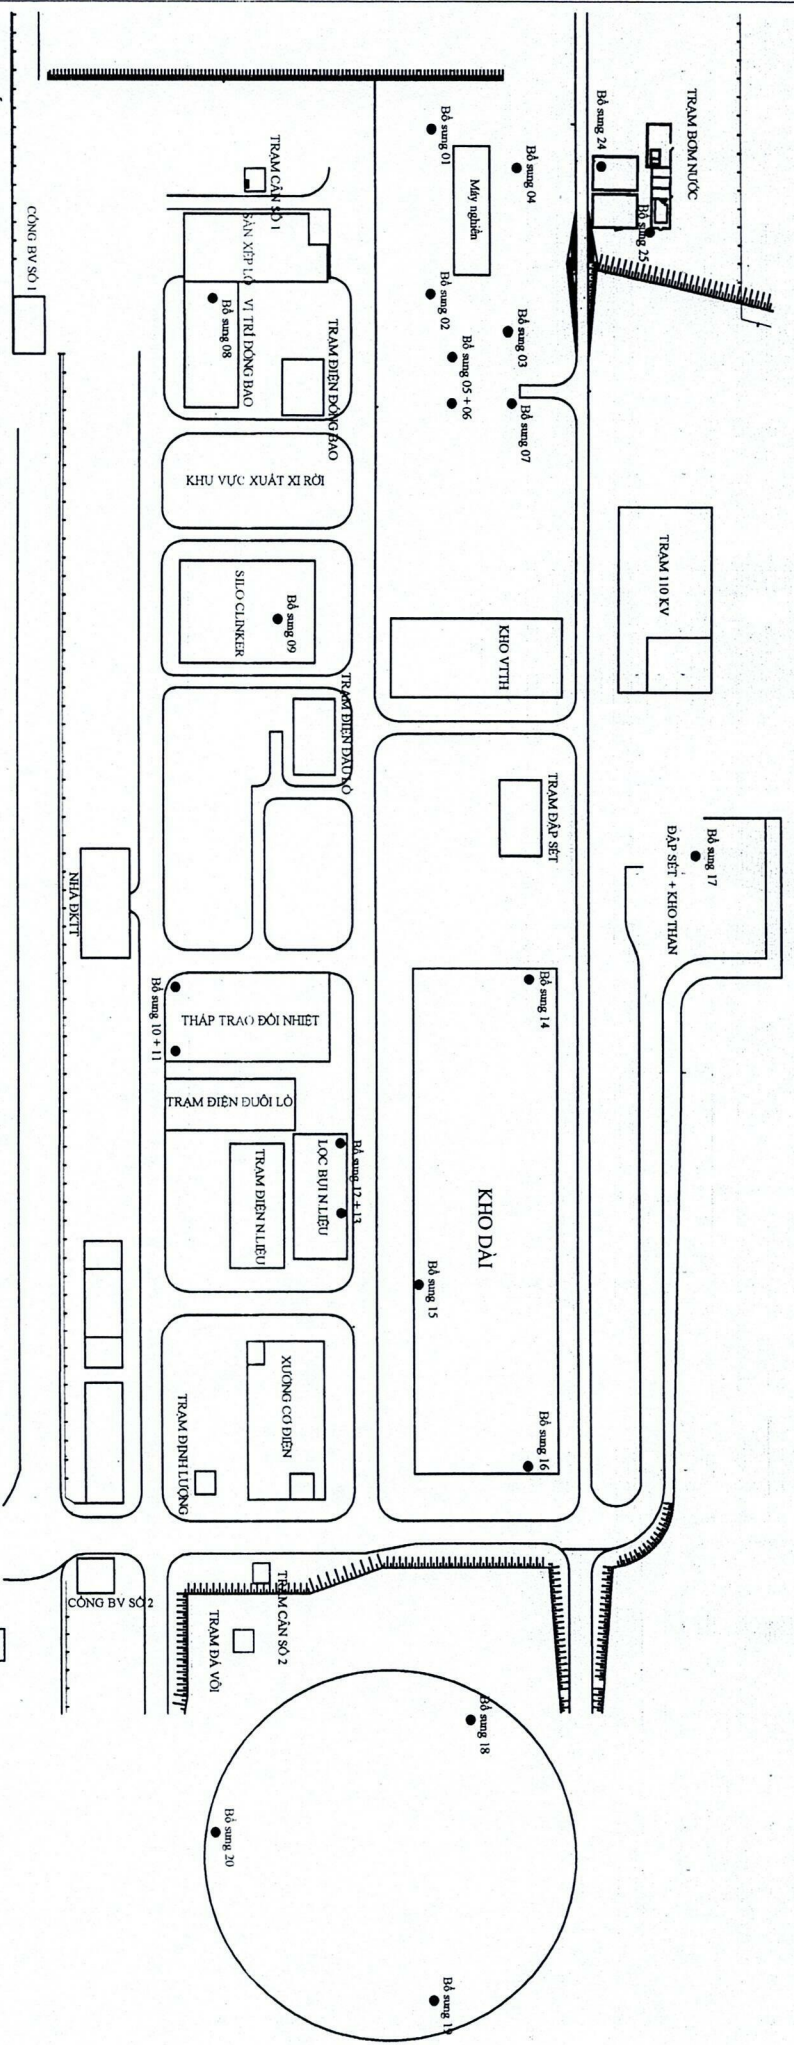 TRẠM BƠM NƯỚC
Bổ sung 24
Bổ sung 25
Bổ sung 01
Bổ sung 04
Máy nghiền
Bổ sung 02
Bổ sung 03
Bổ sung 05 + 06
Bổ sung 07
TRẠM CÂN SỐ 1
CỔNG BV SỐ 1
SÀN XẾP LÔ
VỊ TRÍ ĐÓNG BAO
Bổ sung 08
TRẠM ĐIỆN ĐÓNG BAO
KHU VỰC XUẤT XI RỜI
SILO CLINKER
Bổ sung 09
TRẠM 110 KV
KHO VTTH
TRẠM ĐIỆN ĐẦU LÒ
TRẠM ĐẬP SÉT
Bổ sung 17
ĐẬP SÉT + KHO THAN
NHÀ ĐKTT
Bổ sung 10 + 11
THÁP TRAO ĐỔI NHIỆT
Bổ sung 14
TRẠM ĐIỆN ĐUÔI LÒ
LỌC BỤI N.LIỆU
Bổ sung 12 + 13
TRẠM ĐIỆN N.LIỆU
KHO DÀI
Bổ sung 15
Bổ sung 16
XƯỞNG CƠ ĐIỆN
TRẠM ĐỊNH LƯỢNG
CỔNG BV SỐ 2
TRẠM CÂN SỐ 2
TRẠM ĐÁ VÔI
Bổ sung 18
Bổ sung 20
Bổ sung 19